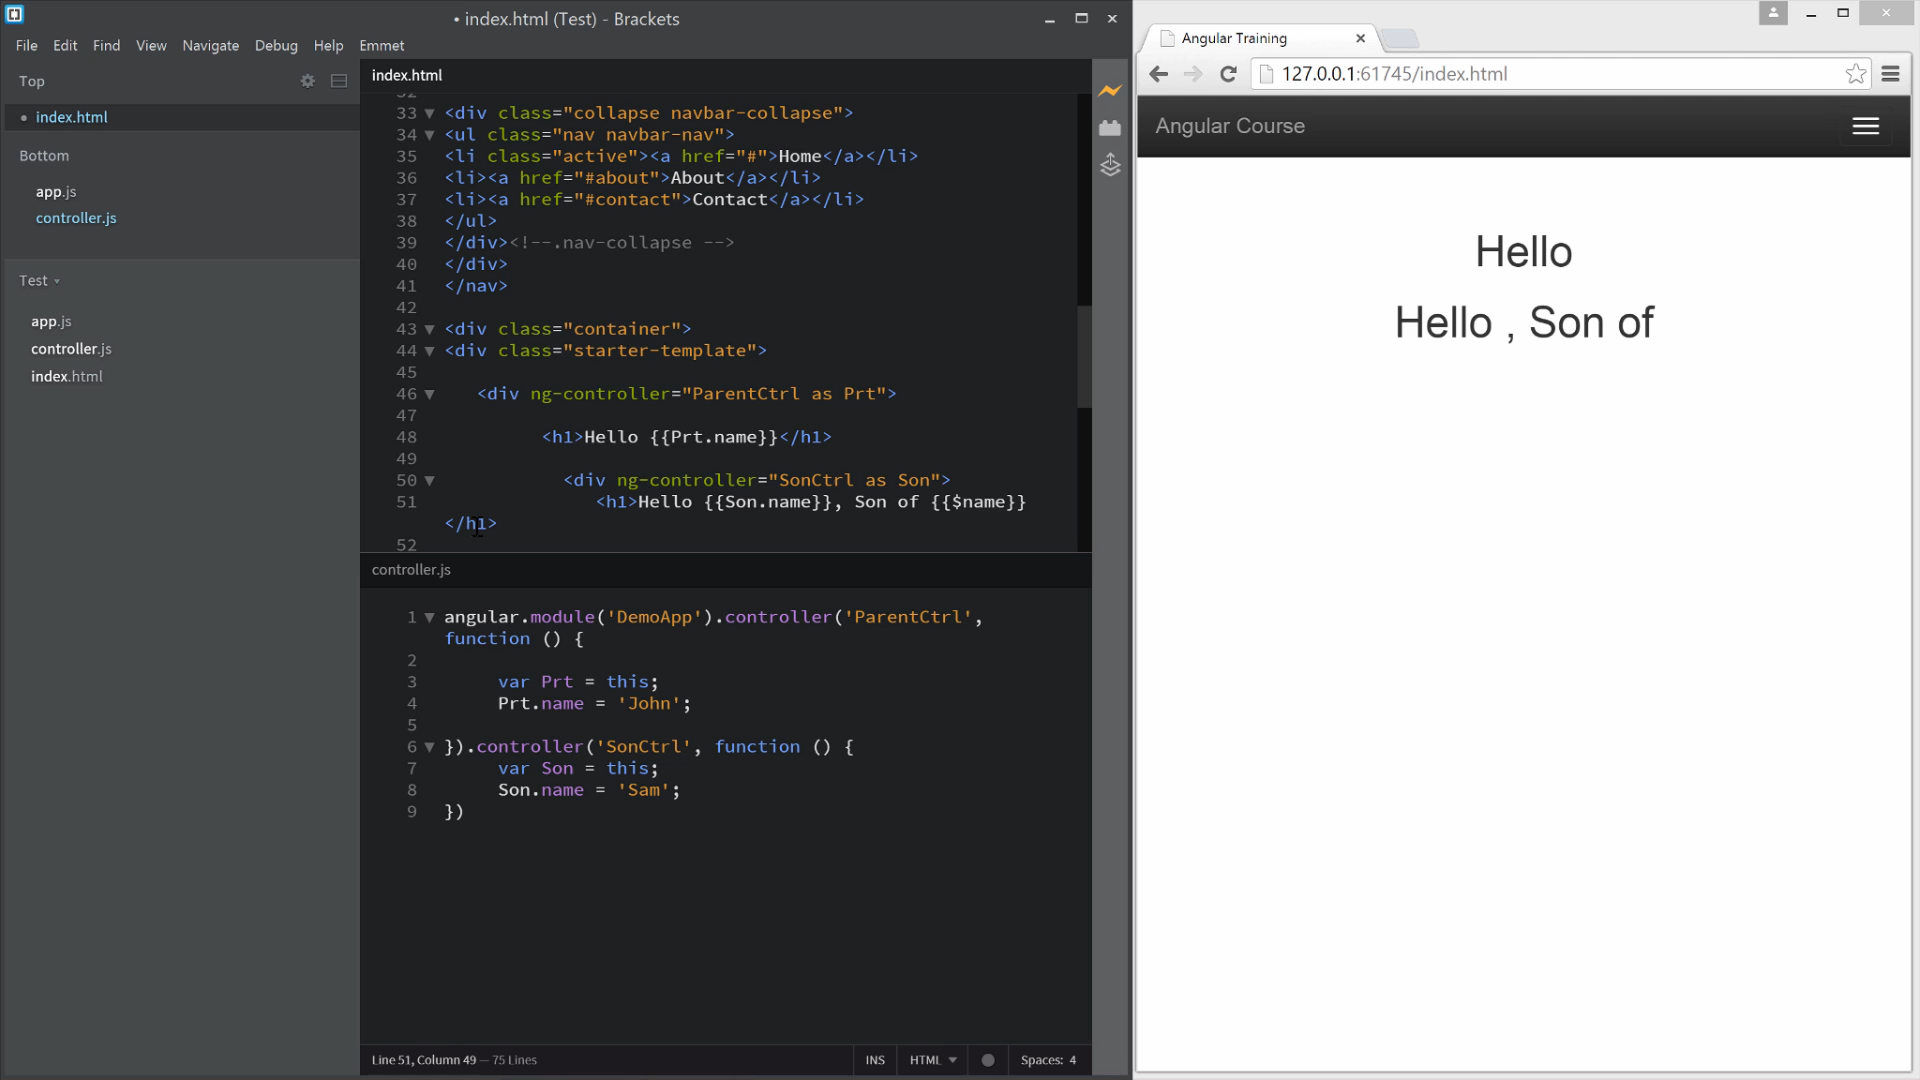 • index.html (Test) - Brackets
File Edit Find View Navigate Debug Help Emmet
Top
• index.html
Bottom
app.js
controller.js
Test
app.js
controller.js
index.html
index.html
32
33 <div class="collapse navbar-collapse">
34 <ul class="nav navbar-nav">
35 <li class="active"><a href="#">Home</a></li>
36 <li><a href="#about">About</a></li>
37 <li><a href="#contact">Contact</a></li>
38 </ul>
39 </div><!--.nav-collapse -->
40 </div>
41 </nav>
42
43 <div class="container">
44 <div class="starter-template">
45
46 <div ng-controller="ParentCtrl as Prt">
47
48 <h1>Hello {{Prt.name}}</h1>
49
50 <div ng-controller="SonCtrl as Son">
51 <h1>Hello {{Son.name}}, Son of {{$name}}
</h1>
52
controller.js
1 angular.module('DemoApp').controller('ParentCtrl',
function () {
2
3 var Prt = this;
4 Prt.name = 'John';
5
6 }).controller('SonCtrl', function () {
7 var Son = this;
8 Son.name = 'Sam';
9 })
Line 51, Column 49 — 75 Lines
INS HTML Spaces: 4
Angular Training
127.0.0.1:61745/index.html
Angular Course
Hello
Hello , Son of